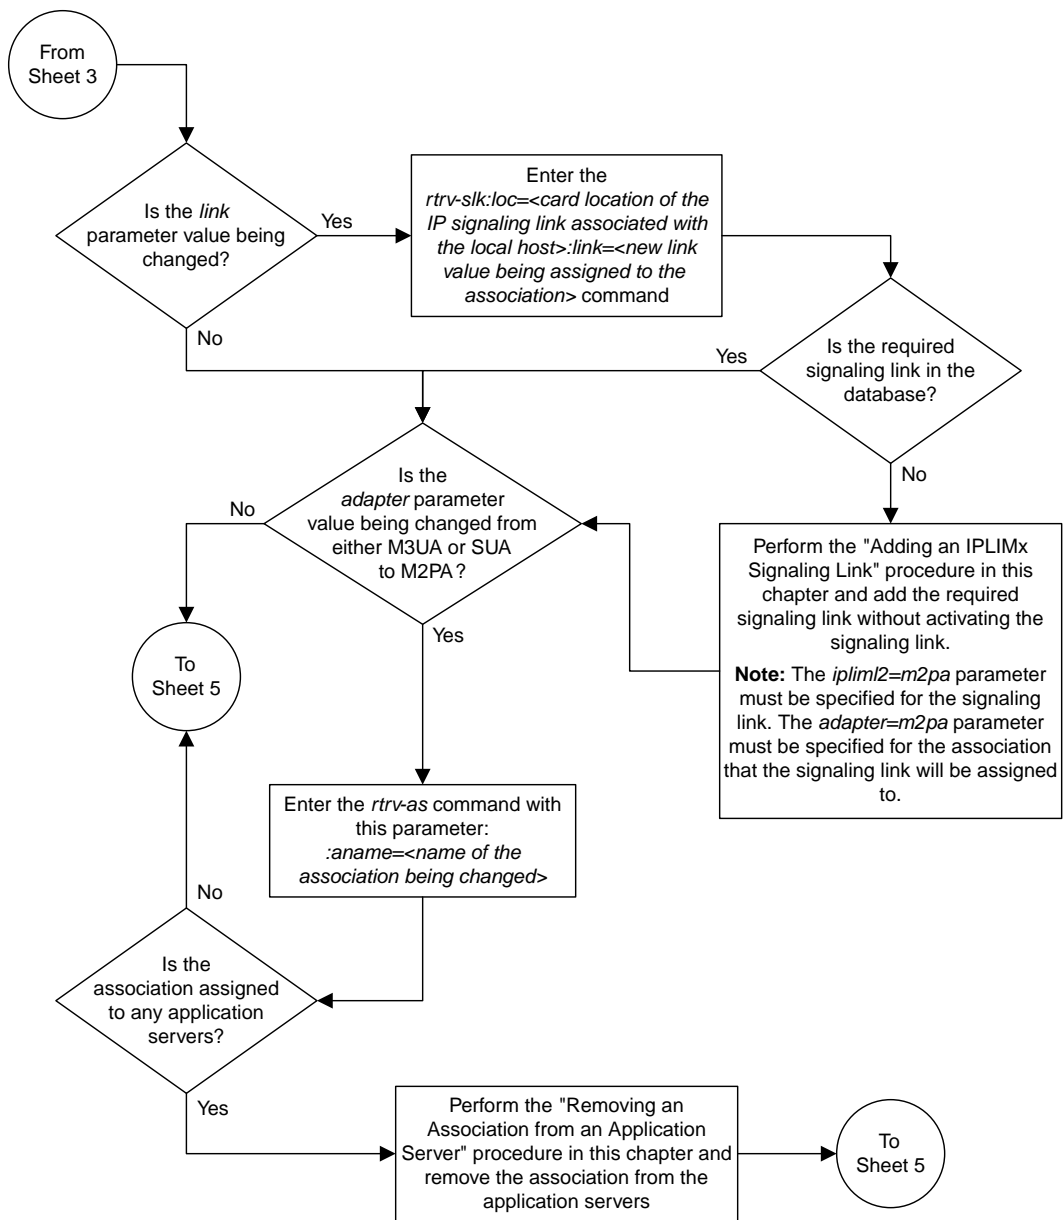 From
Sheet 3
Is the link
parameter value being
changed?
Yes
No
Enter the
rtrv-slk:loc=<card location of the
IP signaling link associated with
the local host>:link=<new link
value being assigned to the
association> command
Is the required
signaling link in the
database?
Yes
No
Perform the "Adding an IPLIMx
Signaling Link" procedure in this
chapter and add the required
signaling link without activating the
signaling link.
Note: The ipliml2=m2pa parameter
must be specified for the signaling
link. The adapter=m2pa parameter
must be specified for the association
that the signaling link will be assigned
to.
Is the
adapter parameter
value being changed from
either M3UA or SUA
to M2PA?
No
Yes
To
Sheet 5
Enter the rtrv-as command with
this parameter:
:aname=<name of the
association being changed>
Is the
association assigned
to any application
servers?
No
Yes
Perform the "Removing an
Association from an Application
Server" procedure in this chapter and
remove the association from the
application servers
To
Sheet 5